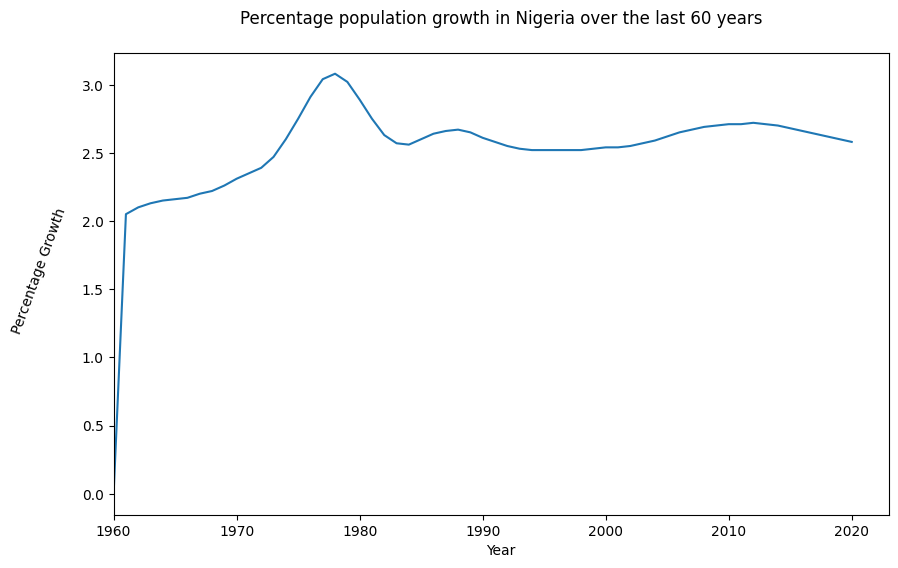 Percentage population growth in Nigeria over the last 60 years
3.0
2.5
2.0
1.5
1.0
0.5
0.0
Percentage Growth
1960 1970 1980 1990 2000 2010 2020
Year